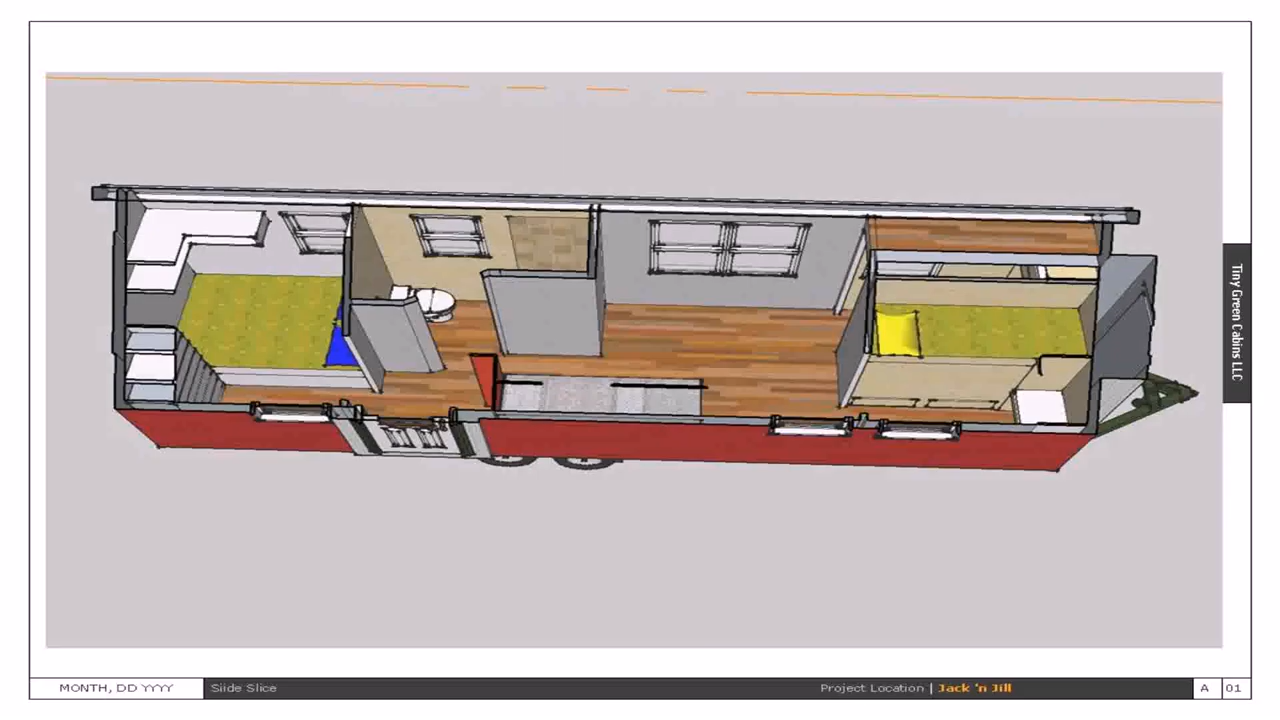 Tiny Green Cabins LLC
MONTH, DD YYYY
Siide Slice
Project Location | Jack 'n Jill
A 01